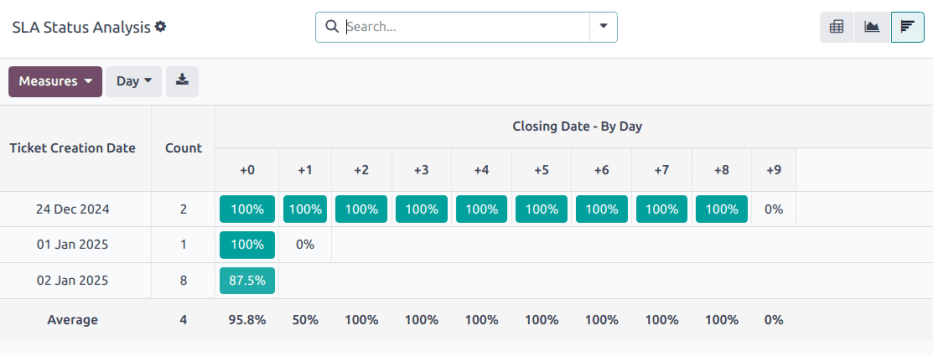 SLA Status Analysis
Search...
Measures Day
Closing Date - By Day
Ticket Creation Date Count
+0 +1 +2 +3 +4 +5 +6 +7 +8 +9
24 Dec 2024 2 100% 100% 100% 100% 100% 100% 100% 100% 100% 0%
01 Jan 2025 1 100% 0%
02 Jan 2025 8 87.5%
Average 4 95.8% 50% 100% 100% 100% 100% 100% 100% 100% 0%